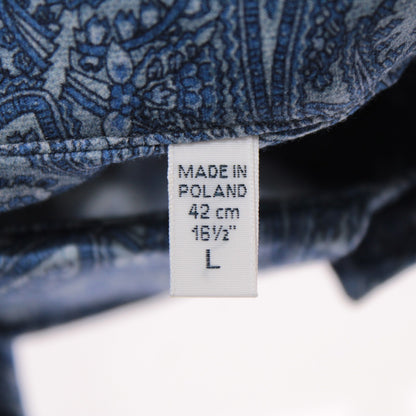 MADE IN
POLAND
42 cm
16½"
L